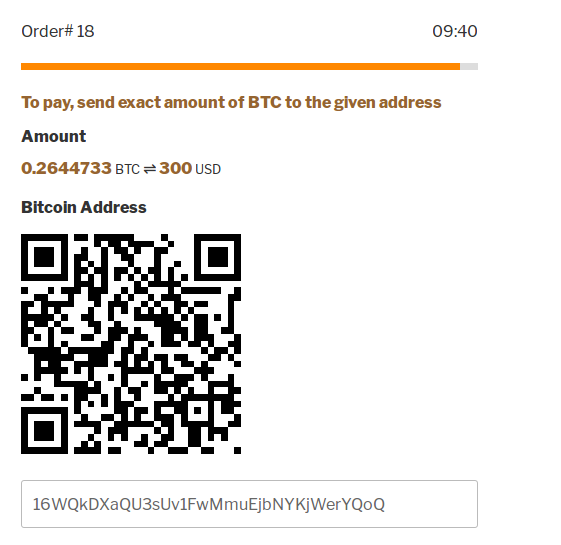 Order# 18
09:40
To pay, send exact amount of BTC to the given address
Amount
0.2644733 BTC ⇌ 300 USD
Bitcoin Address
16WQkDXaQU3sUv1FwMmuEjbNYKjWerYQoQ